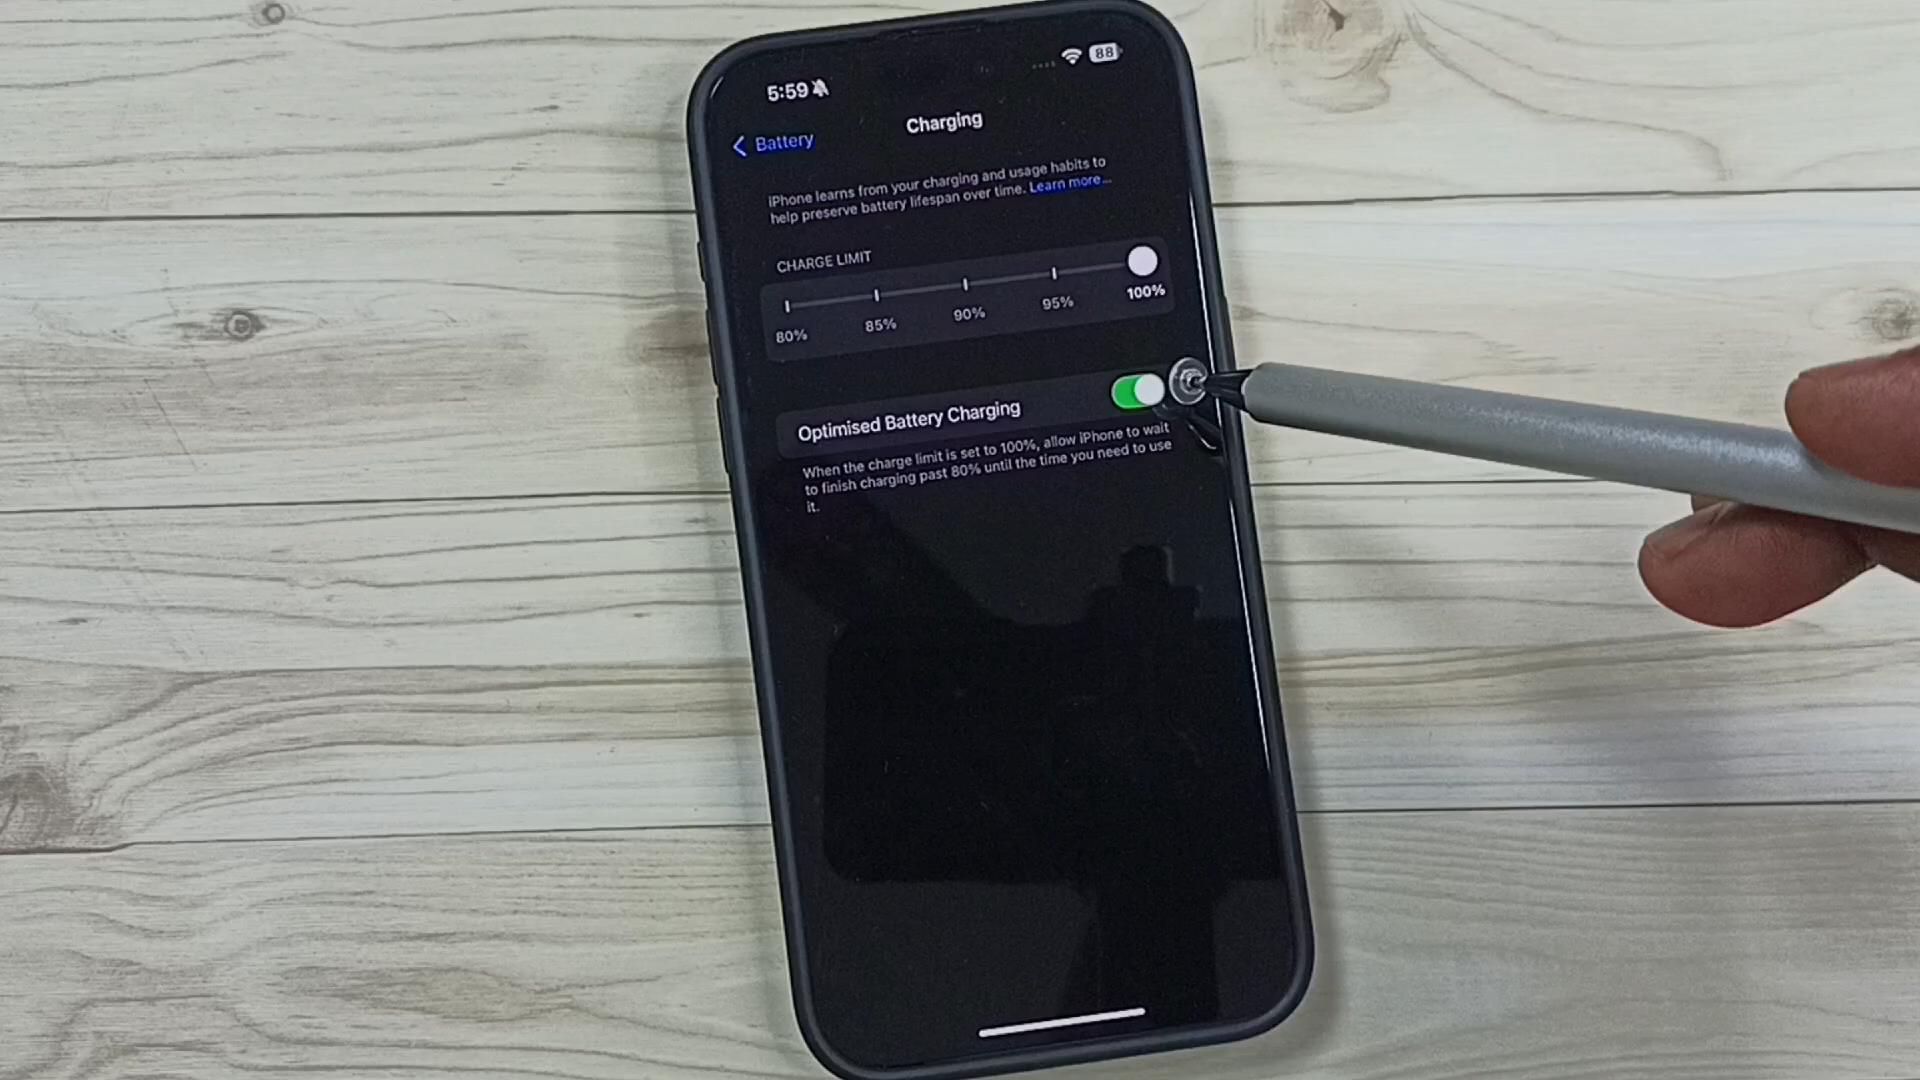 5:59
88
Battery
Charging
iPhone learns from your charging and usage habits to
help preserve battery lifespan over time. Learn more...
CHARGE LIMIT
80% 85% 90% 95% 100%
Optimised Battery Charging
When the charge limit is set to 100%, allow iPhone to wait
to finish charging past 80% until the time you need to use
it.